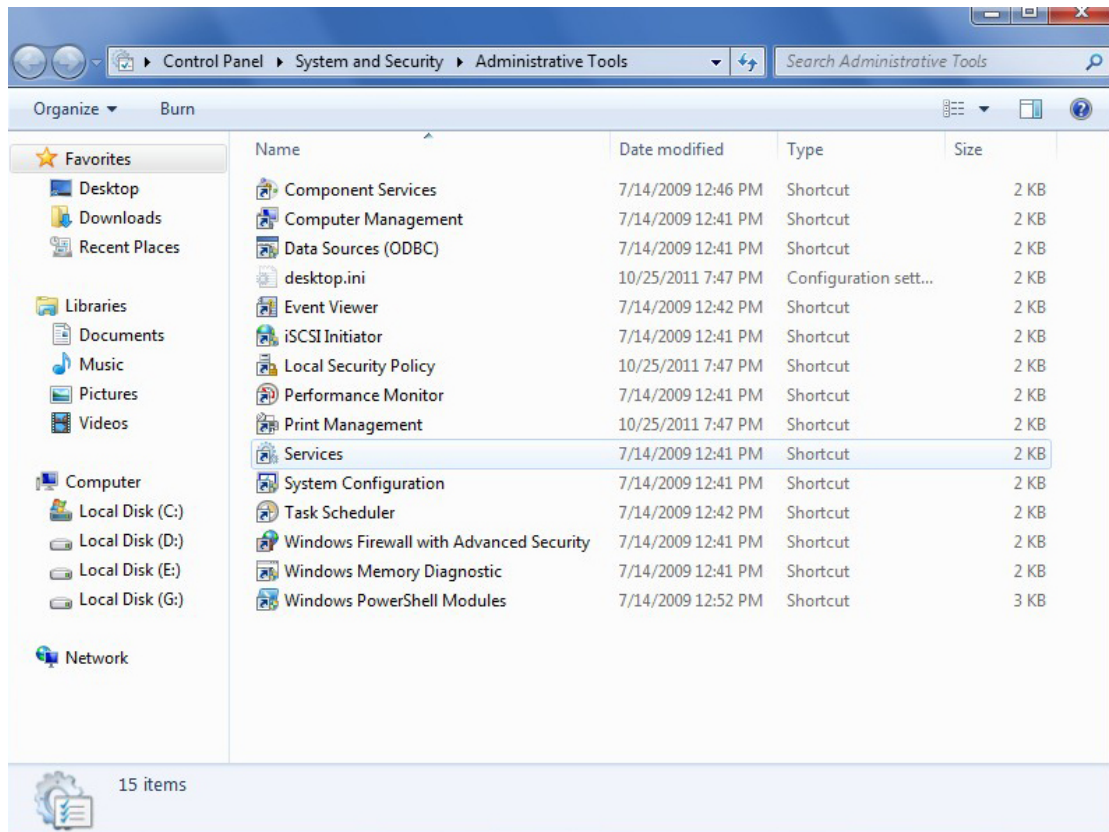 Control Panel System and Security Administrative Tools Search Administrative Tools
Organize Burn
Favorites
Desktop
Downloads
Recent Places
Libraries
Documents
Music
Pictures
Videos
Computer
Local Disk (C:)
Local Disk (D:)
Local Disk (E:)
Local Disk (G:)
Network
Name Date modified Type Size
Component Services 7/14/2009 12:46 PM Shortcut 2 KB
Computer Management 7/14/2009 12:41 PM Shortcut 2 KB
Data Sources (ODBC) 7/14/2009 12:41 PM Shortcut 2 KB
desktop.ini 10/25/2011 7:47 PM Configuration sett... 2 KB
Event Viewer 7/14/2009 12:42 PM Shortcut 2 KB
iSCSI Initiator 7/14/2009 12:41 PM Shortcut 2 KB
Local Security Policy 10/25/2011 7:47 PM Shortcut 2 KB
Performance Monitor 7/14/2009 12:41 PM Shortcut 2 KB
Print Management 10/25/2011 7:47 PM Shortcut 2 KB
Services 7/14/2009 12:41 PM Shortcut 2 KB
System Configuration 7/14/2009 12:41 PM Shortcut 2 KB
Task Scheduler 7/14/2009 12:42 PM Shortcut 2 KB
Windows Firewall with Advanced Security 7/14/2009 12:41 PM Shortcut 2 KB
Windows Memory Diagnostic 7/14/2009 12:41 PM Shortcut 2 KB
Windows PowerShell Modules 7/14/2009 12:52 PM Shortcut 3 KB
15 items